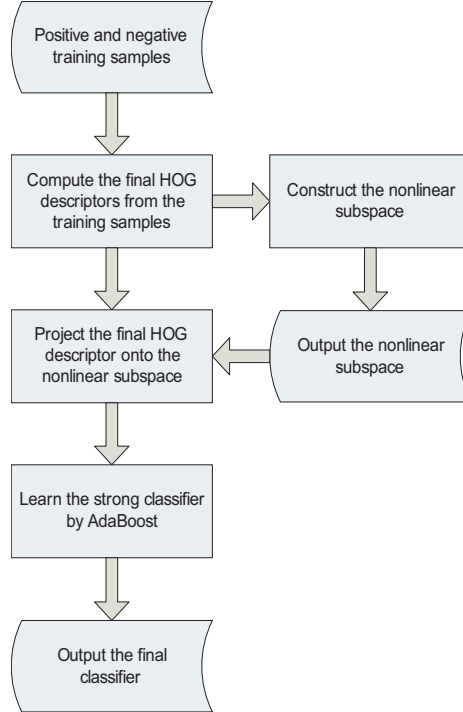 Positive and negative
training samples
Compute the final HOG
descriptors from the
training samples
Construct the nonlinear
subspace
Project the final HOG
descriptor onto the
nonlinear subspace
Output the nonlinear
subspace
Learn the strong classifier
by AdaBoost
Output the final
classifier